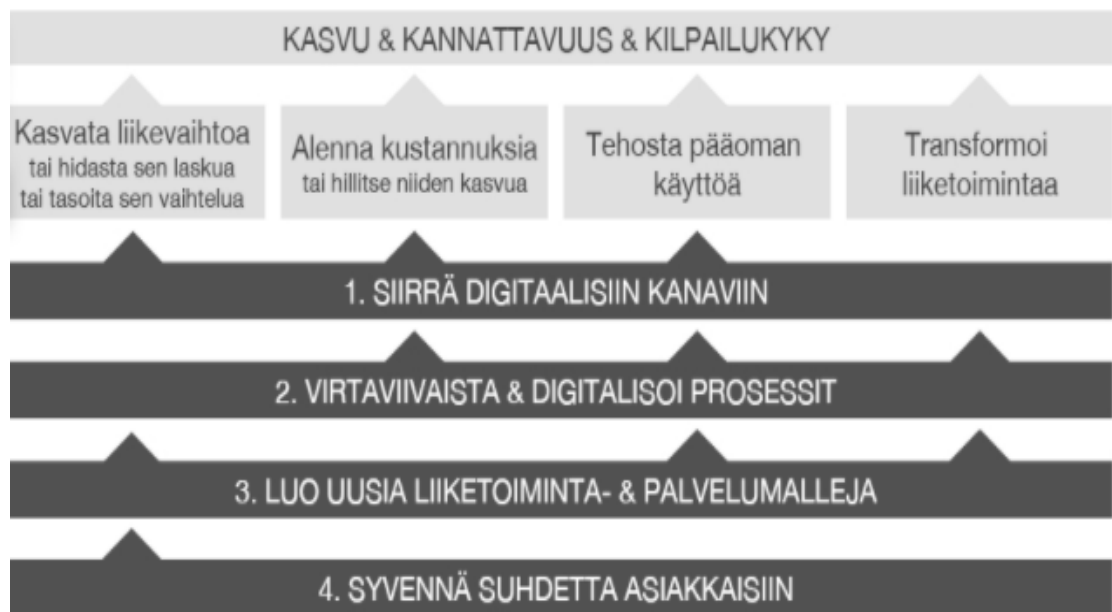 KASVU & KANNATTAVUUS & KILPAILUKYKY
Kasvata liikevaihtoa
tai hidasta sen laskua
tai tasoita sen vaihtelua
Alenna kustannuksia
tai hillitse niiden kasvua
Tehosta pääoman
käyttöä
Transformoi
liiketoimintaa
1. SIIRRÄ DIGITAALISIIN KANAVIIN
2. VIRTAVIIVAISTA & DIGITALISOI PROSESSIT
3. LUO UUSIA LIIKETOIMINTA- & PALVELUMALLEJA
4. SYVENNÄ SUHDETTA ASIAKKAISIIN